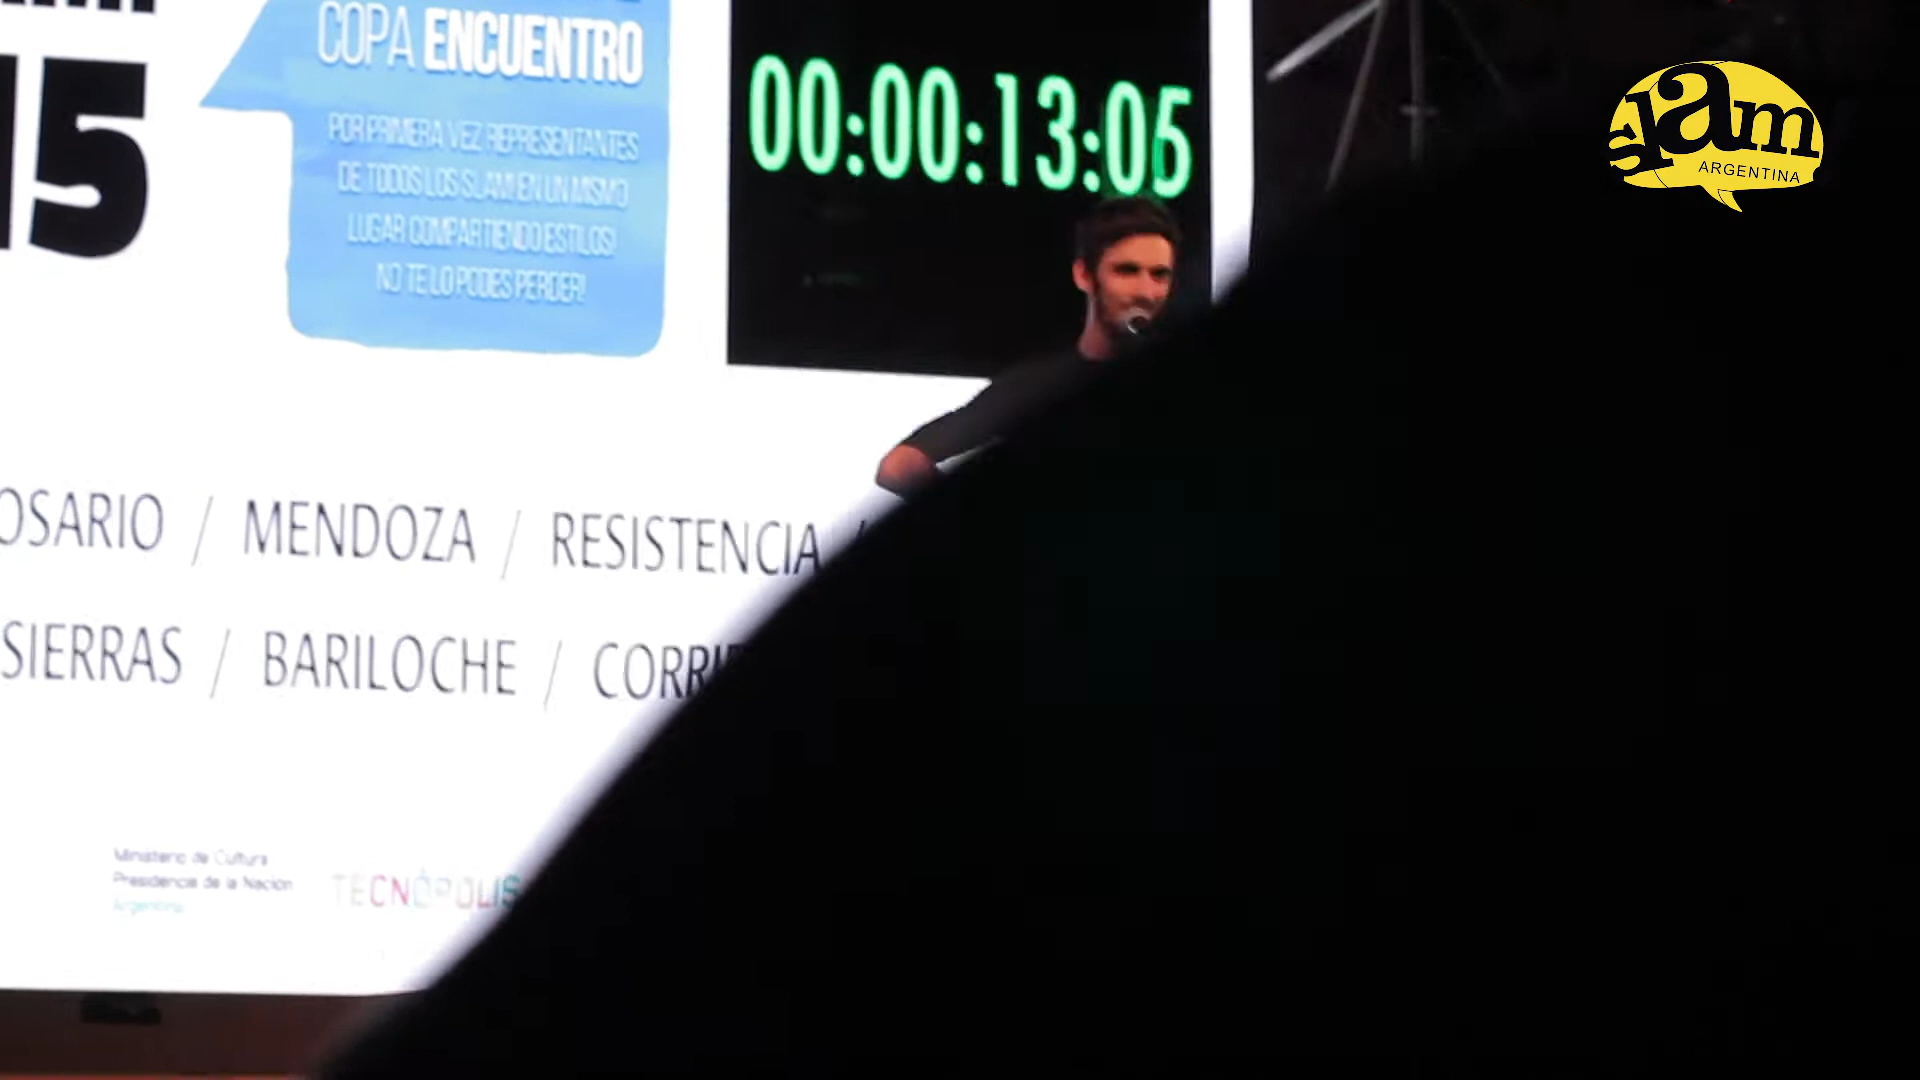 15
COPA ENCUENTRO
POR PRIMERA VEZ REPRESENTANTES
DE TODOS LOS SLAM EN UN MISMO
LUGAR COMPARTIENDO ESTILOS!
NO TE LO PODES PERDER!
00:00:13:05
slam
ARGENTINA
OSARIO / MENDOZA / RESISTENCIA /
SIERRAS / BARILOCHE / CORRIE
Ministerio de Cultura
Presidencia de la Nación
Argentina
TECNÓPOLIS